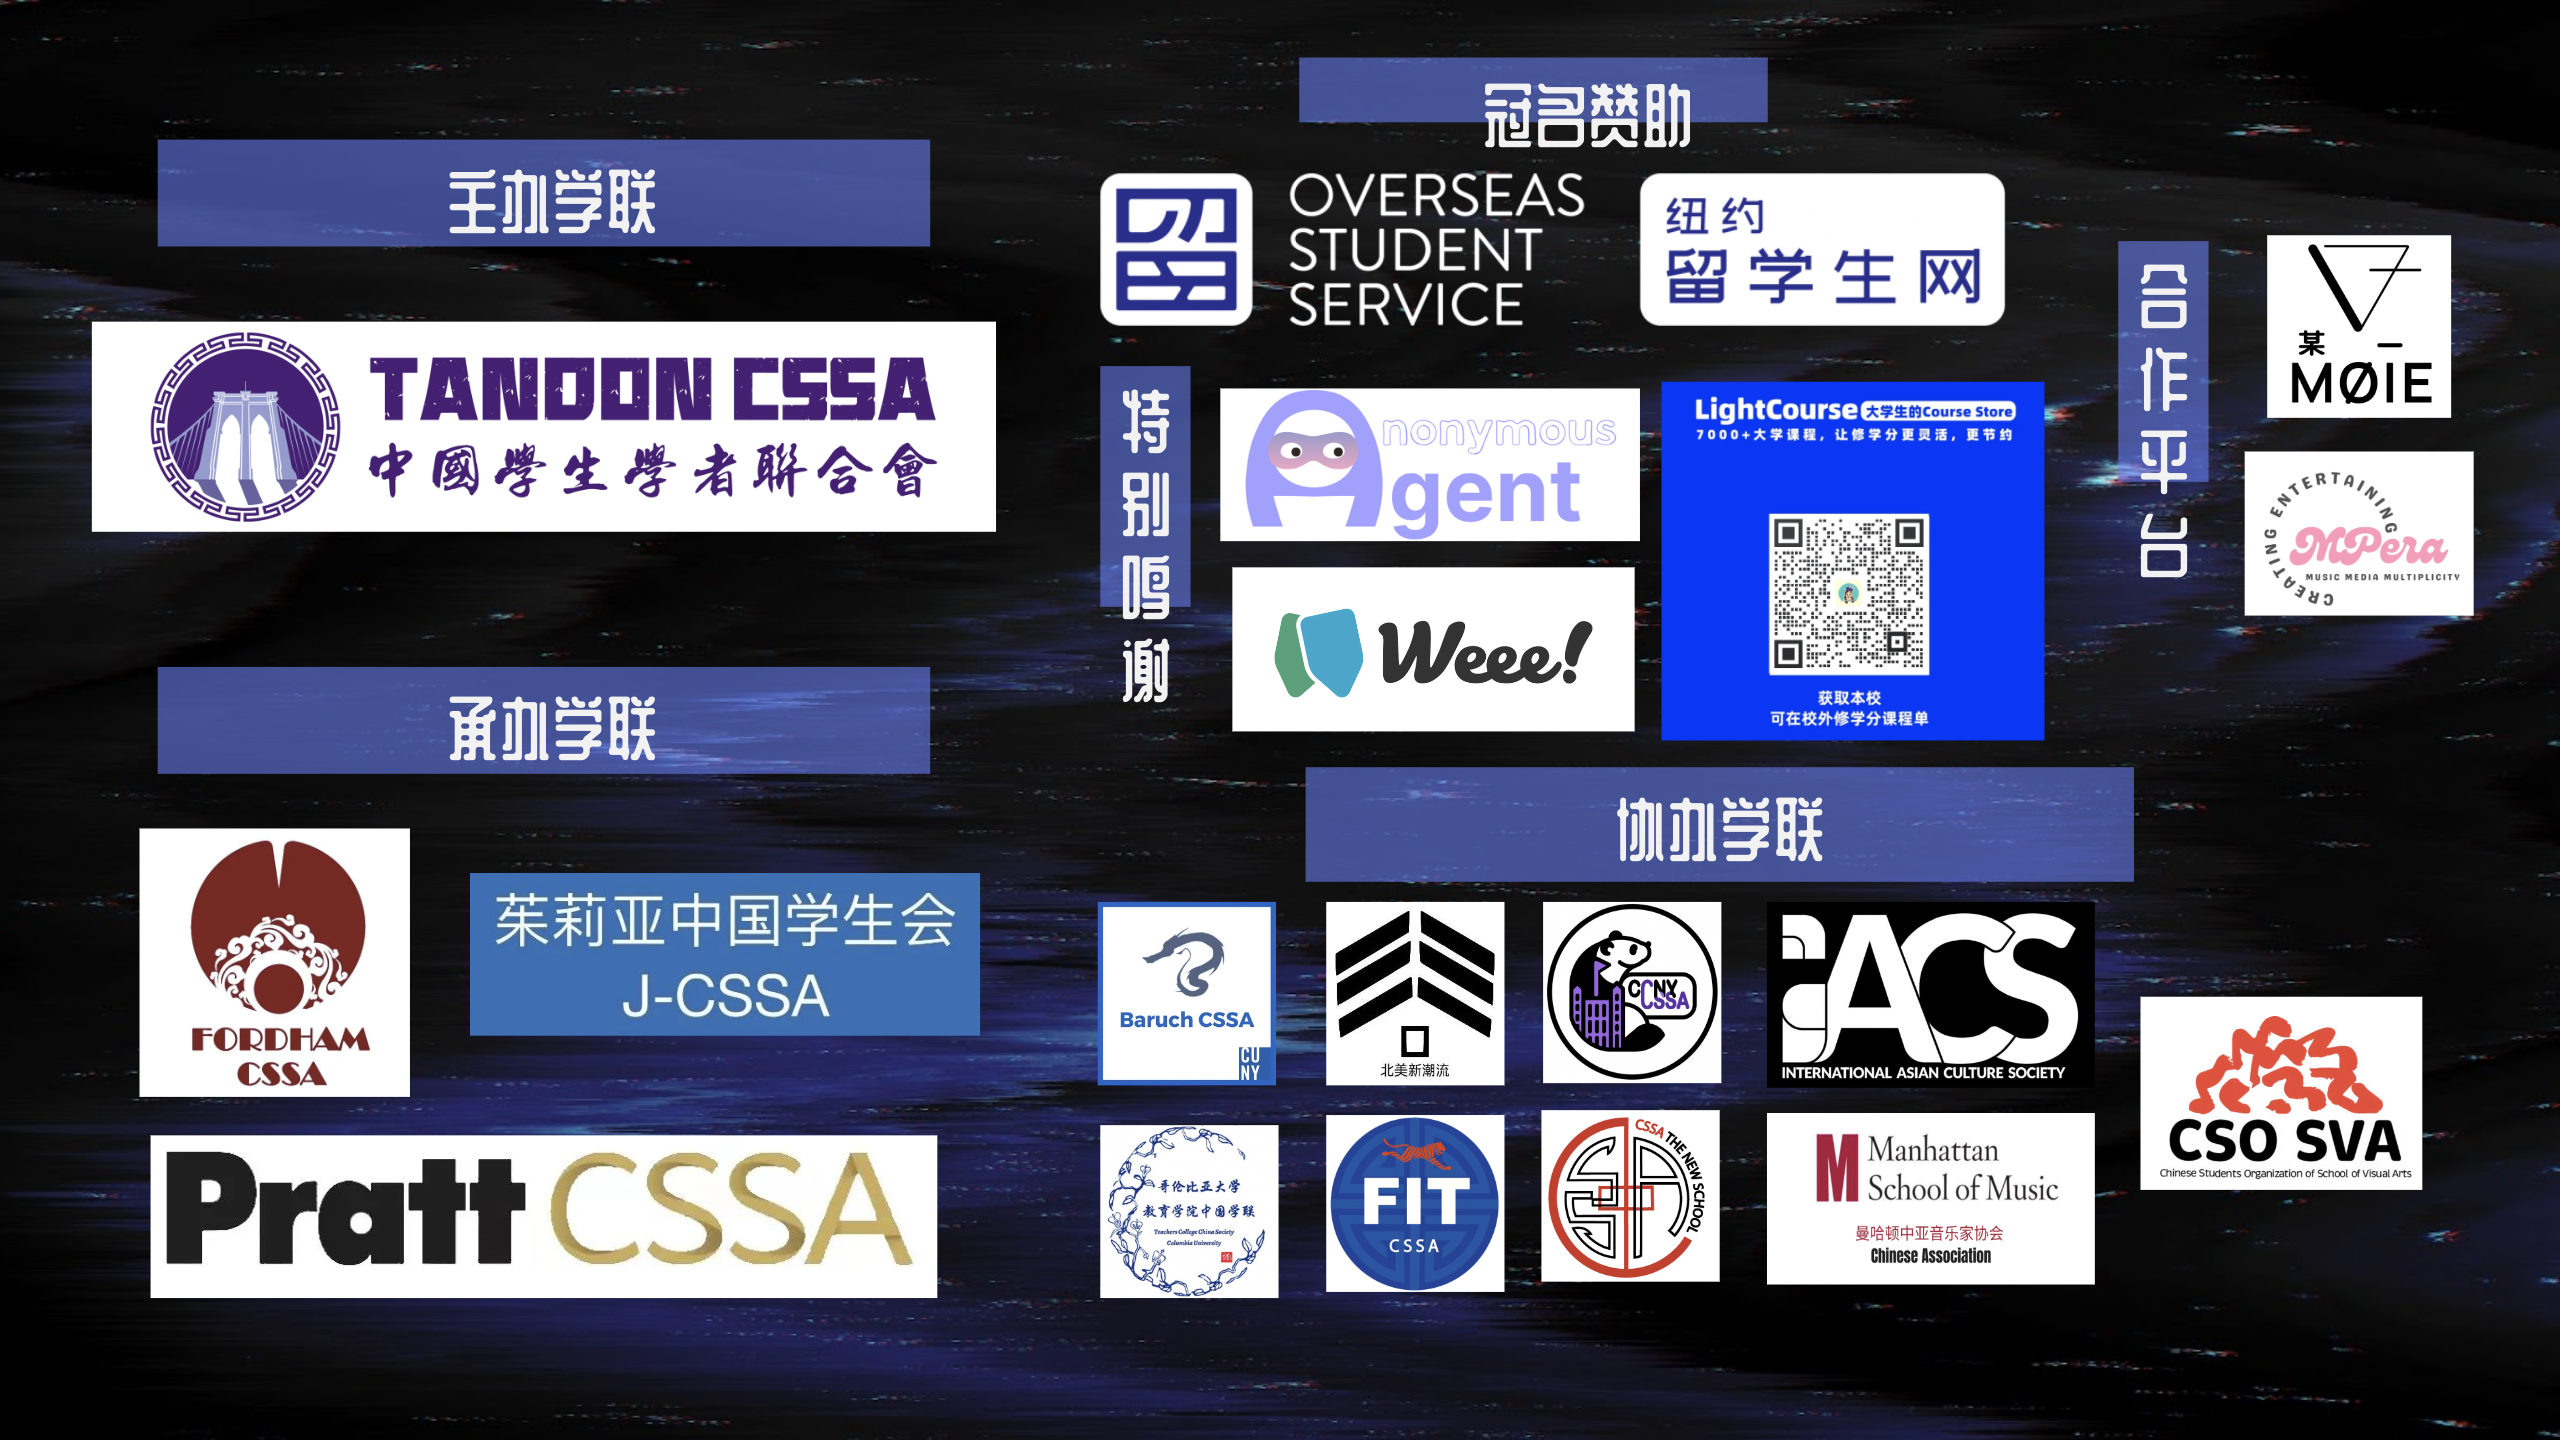 主办学联
TANDON CSSA
中國學生學者聯合會
承办学联
FORDHAM
CSSA
茱莉亚中国学生会
J-CSSA
Pratt CSSA
冠名赞助
留
OVERSEAS
STUDENT
SERVICE
纽约
留学生网
特别鸣谢
Anonymous
Agent
Weee!
LightCourse 大学生的Course Store
7000+大学课程，让修学分更灵活，更节约
获取本校
可在校外修学分课程单
合作平台
某一
MØIE
CREATING ENTERTAINING
MPera
MUSIC MEDIA MULTIPLICITY
协办学联
Baruch CSSA
CU
NY
北美新潮流
CCNY
CSSA
IACS
INTERNATIONAL ASIAN CULTURE SOCIETY
哥伦比亚大学
教育学院中国学联
Teachers College China Society
Columbia University
FIT
CSSA
CSSA THE NEW SCHOOL
M Manhattan
School of Music
曼哈顿中亚音乐家协会
Chinese Association
CSO SVA
Chinese Students Organization of School of Visual Arts